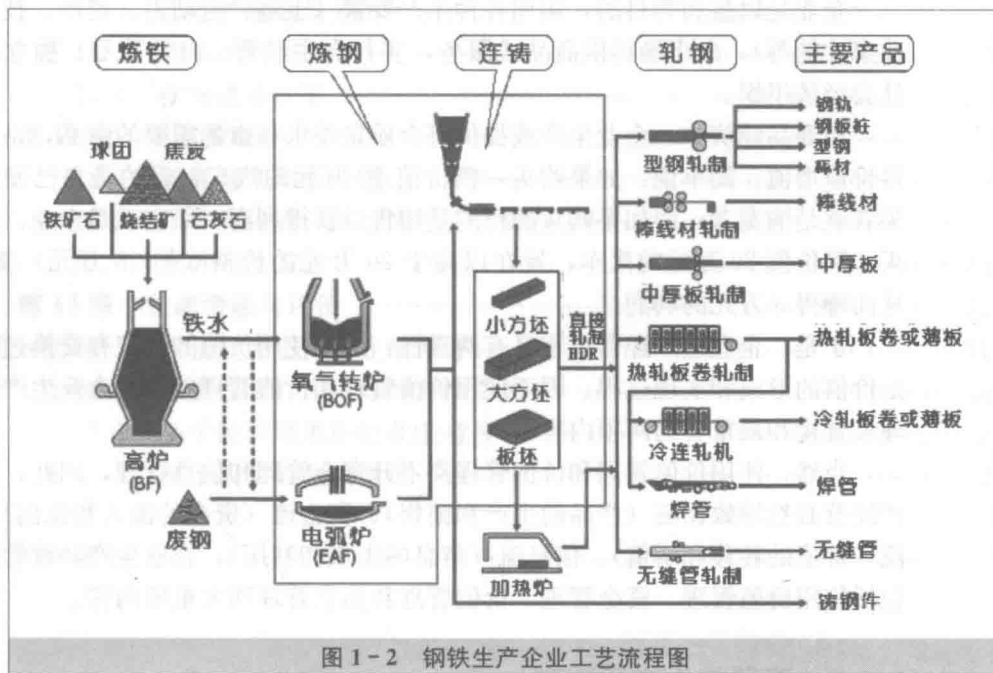 炼铁 炼钢 连铸 轧钢 主要产品
球团 焦炭
铁矿石 烧结矿 石灰石
高炉
(BF)
铁水
废钢
氧气转炉
(BOF)
电弧炉
(EAF)
小方坯
大方坯
板坯
加热炉
直接
轧制
HDR
型钢轧制
棒线材轧制
中厚板轧制
热轧板卷轧制
冷连轧机
焊管
无缝管轧制
钢轨
钢板桩
型钢
棒线材
中厚板
热轧板卷或薄板
冷轧板卷或薄板
焊管
无缝管
铸钢件
图1-2 钢铁生产企业工艺流程图